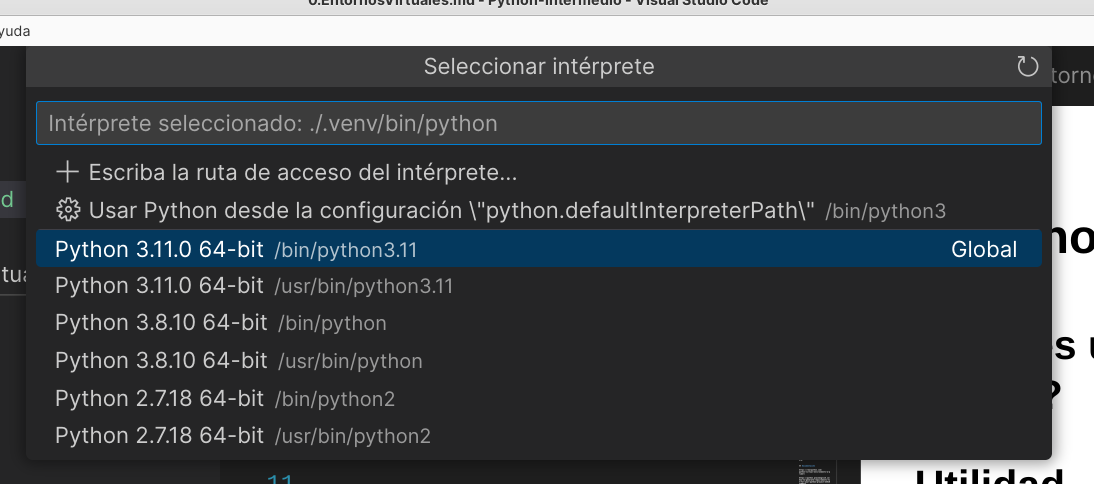 0.EntornosVirtuales.md - Python-Intermedio - Visual Studio Code
yuda
Seleccionar intérprete
Intérprete seleccionado: ./.venv/bin/python
Escriba la ruta de acceso del intérprete...
Usar Python desde la configuración \"python.defaultInterpreterPath\" /bin/python3
Python 3.11.0 64-bit /bin/python3.11 Global
Python 3.11.0 64-bit /usr/bin/python3.11
Python 3.8.10 64-bit /bin/python
Python 3.8.10 64-bit /usr/bin/python
Python 2.7.18 64-bit /bin/python2
Python 2.7.18 64-bit /usr/bin/python2
11
Utilidad